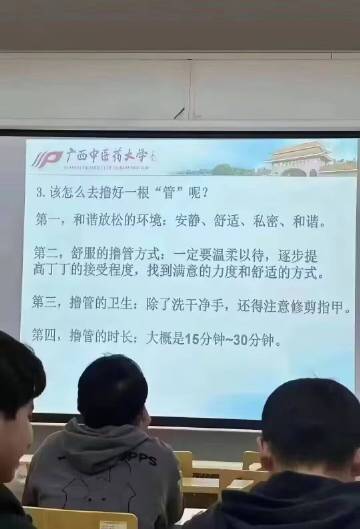 广西中医药大学
3.该怎么去撸好一根“管”呢？
第一，和谐放松的环境：安静、舒适、私密、和谐。
第二，舒服的撸管方式：一定要温柔以待，逐步提
高丁丁的接受程度，找到满意的力度和舒适的方式。
第三，撸管的卫生：除了洗干净手，还得注意修剪指甲。
第四，撸管的时长：大概是15分钟~30分钟。
PPS